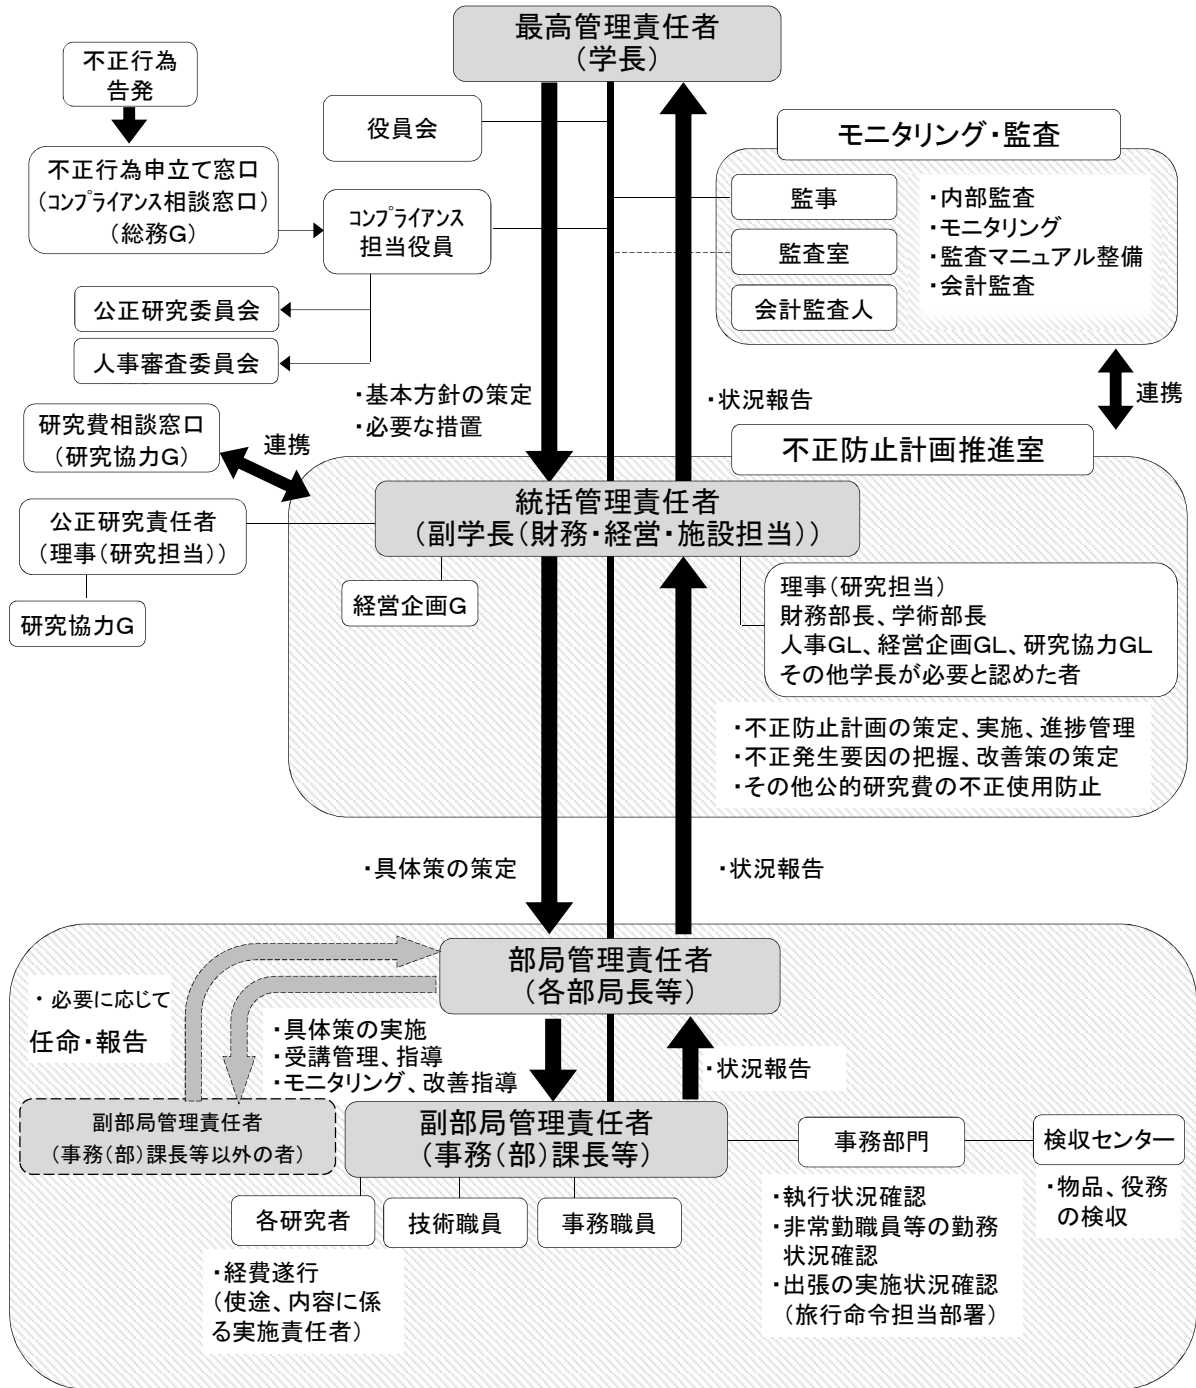 最高管理責任者
（学長）
不正行為
告発
役員会
モニタリング・監査
不正行為申立て窓口
（コンプライアンス相談窓口）
（総務G）
コンプライアンス
担当役員
監事
監査室
会計監査人
・内部監査
・モニタリング
・監査マニュアル整備
・会計監査
公正研究委員会
人事審査委員会
・基本方針の策定
・必要な措置
・状況報告
連携
研究費相談窓口
（研究協力G）
連携
不正防止計画推進室
統括管理責任者
（副学長（財務・経営・施設担当））
公正研究責任者
（理事（研究担当））
研究協力G
経営企画G
理事（研究担当）
財務部長、学術部長
人事GL、経営企画GL、研究協力GL
その他学長が必要と認めた者
・不正防止計画の策定、実施、進捗管理
・不正発生要因の把握、改善策の策定
・その他公的研究費の不正使用防止
・具体策の策定
・状況報告
部局管理責任者
（各部局長等）
・必要に応じて
任命・報告
・具体策の実施
・受講管理、指導
・モニタリング、改善指導
・状況報告
副部局管理責任者
（事務（部）課長等以外の者）
副部局管理責任者
（事務（部）課長等）
事務部門
検収センター
各研究者
技術職員
事務職員
・経費遂行
（使途、内容に係
る実施責任者）
・執行状況確認
・非常勤職員等の勤務
状況確認
・出張の実施状況確認
（旅行命令担当部署）
・物品、役務
の検収